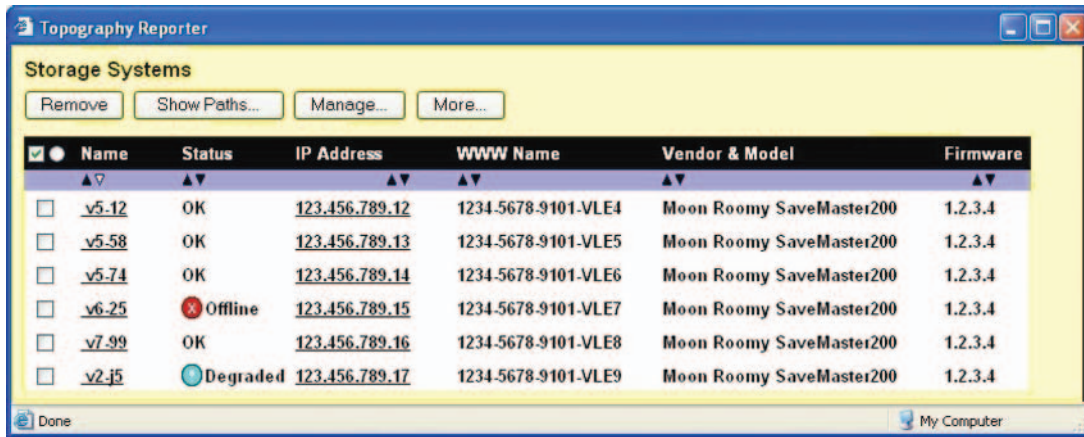 Topography Reporter
Storage Systems
Remove Show Paths... Manage... More...
Name Status IP Address WWW Name Vendor & Model Firmware
v5-12 OK 123.456.789.12 1234-5678-9101-VLE4 Moon Roomy SaveMaster200 1.2.3.4
v5-58 OK 123.456.789.13 1234-5678-9101-VLE5 Moon Roomy SaveMaster200 1.2.3.4
v5-74 OK 123.456.789.14 1234-5678-9101-VLE6 Moon Roomy SaveMaster200 1.2.3.4
v6-25 Offline 123.456.789.15 1234-5678-9101-VLE7 Moon Roomy SaveMaster200 1.2.3.4
v7-99 OK 123.456.789.16 1234-5678-9101-VLE8 Moon Roomy SaveMaster200 1.2.3.4
v2-j5 Degraded 123.456.789.17 1234-5678-9101-VLE9 Moon Roomy SaveMaster200 1.2.3.4
Done My Computer